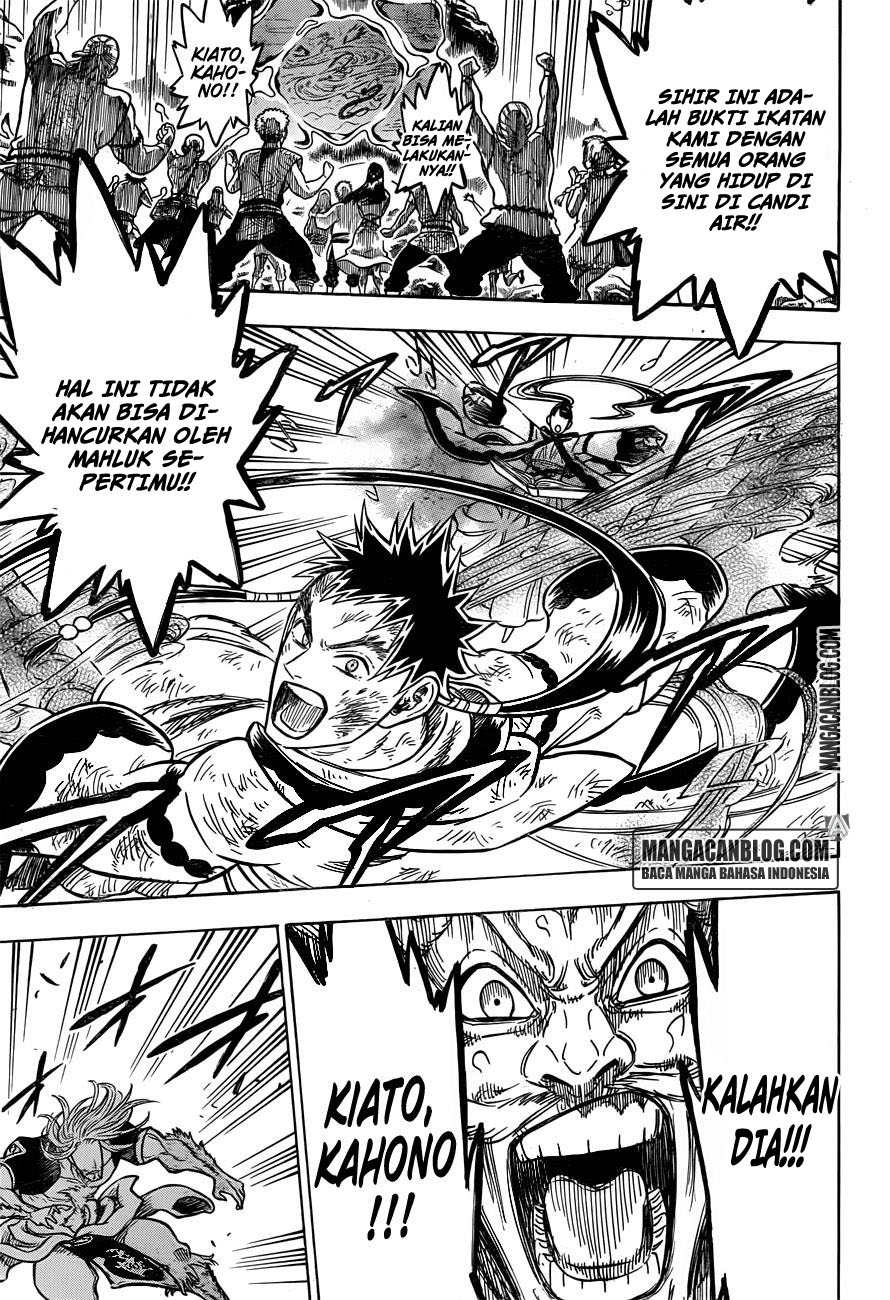 SIHIR INI ADA-
LAH BUKTI IKATAN
KAMI DENGAN
SEMUA ORANG
YANG HIDUP DI
SINI DI CANDI
AIR!!
KALIAN
BISA ME-
LAKUKAN-
NYA!!
KIATO,
KAHO-
NO!!
HAL INI TIDAK
AKAN BISA DI-
HANCURKAN OLEH
MAHLUK SE-
PERTIMU!!
MANGACANBLOG.COM
MANGACANBLOG.COM
BACA MANGA BAHASA INDONESIA
KALAHKAN
DIA!!!
KIATO,
KAHONO
!!!